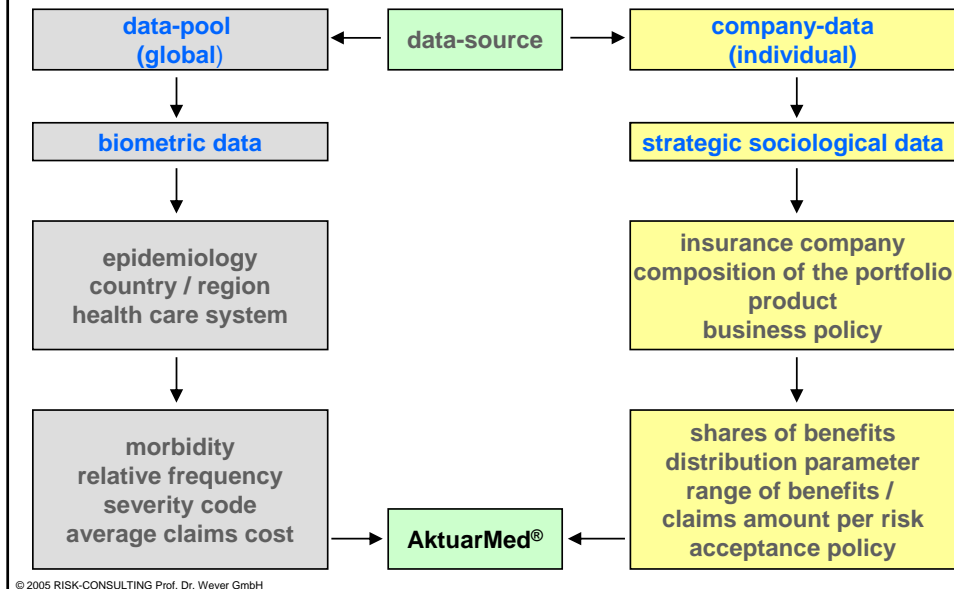 data-pool
(global)
data-source
company-data
(individual)
biometric data
strategic sociological data
epidemiology
country / region
health care system
insurance company
composition of the portfolio
product
business policy
morbidity
relative frequency
severity code
average claims cost
AktuarMed®
shares of benefits
distribution parameter
range of benefits /
claims amount per risk
acceptance policy
© 2005 RISK-CONSULTING Prof. Dr. Weyer GmbH